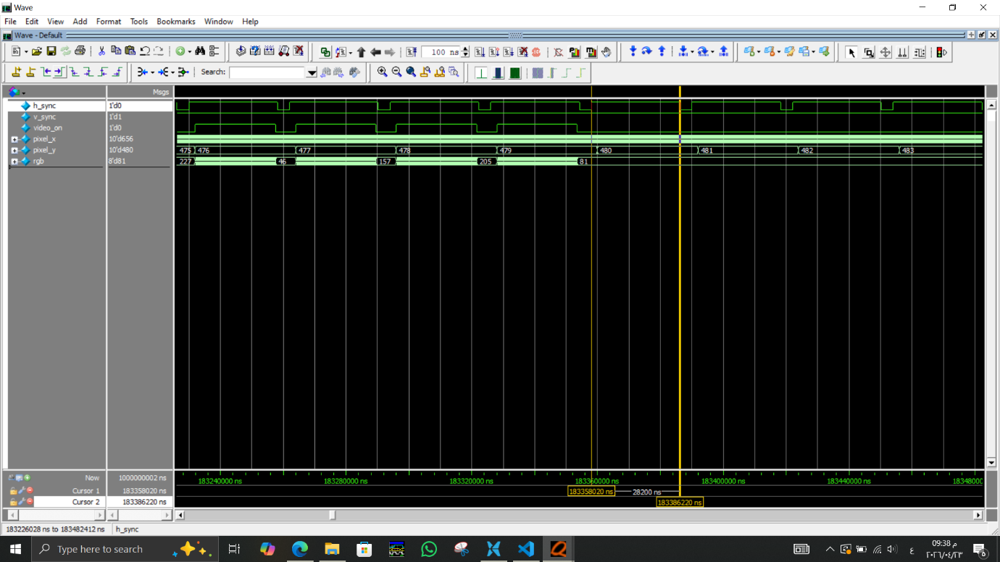 Wave
File Edit View Add Format Tools Bookmarks Window Help
Wave - Default
100 ns
Search:
Msgs
h_sync 1'd0
v_sync 1'd1
video_on 1'd0
pixel_x 10'd656
pixel_y 10'd480 475 476 477 478 479 480 481 482 483
rgb 8'd81 227 46 157 205 81
Now 1000000002 ns 183240000 ns 183280000 ns 183320000 ns 183360000 ns 183400000 ns 183440000 ns 1834800
Cursor 1 183358020 ns 183358020 ns 28200 ns
Cursor 2 183386220 ns 183386220 ns
183226028 ns to 183482412 ns h_sync
Type here to search
ع
09:38 م
٢٠٢٦/٠٤/٢٣